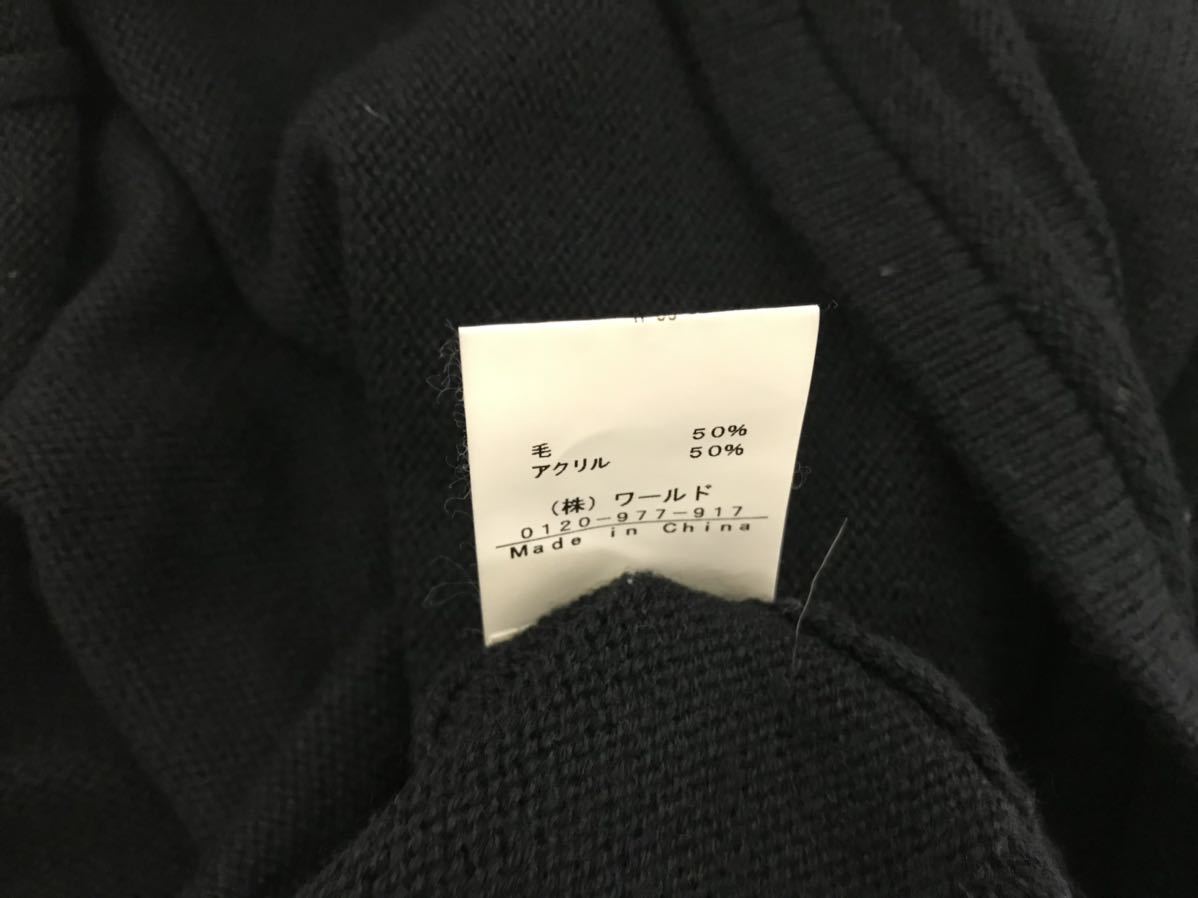 毛 50%
アクリル 50%
（株）ワールド
0120-977-917
Made in China